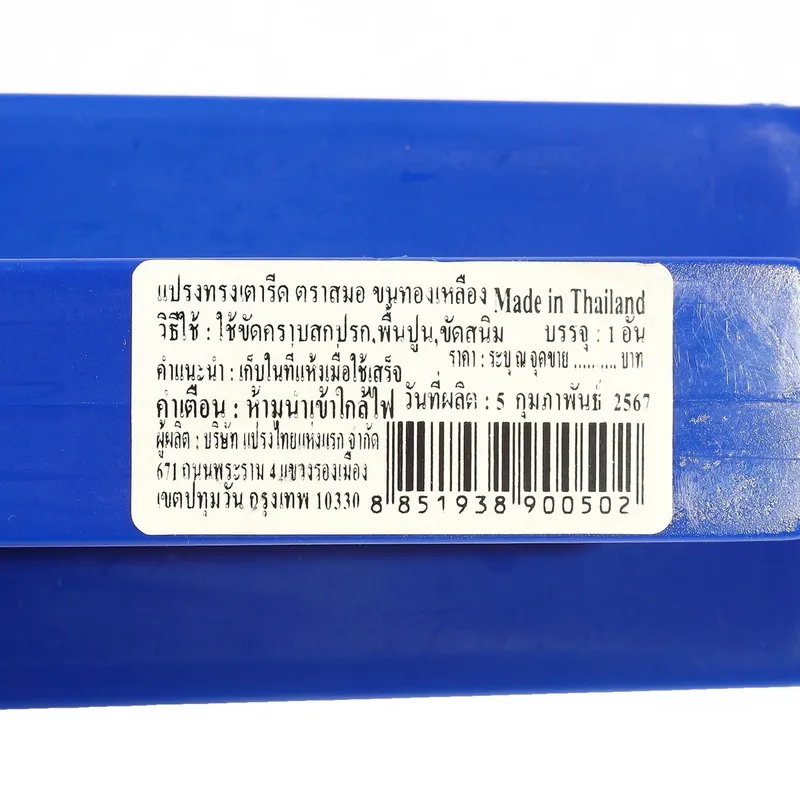 แปรงทรงเตารีด ตราสมอ ขนทองเหลือง Made in Thailand
วิธีใช้ : ใช้ขัดคราบสกปรก,พื้นปูน,ขัดสนิม บรรจุ : 1 อัน
คำแนะนำ : เก็บในที่แห้งเมื่อใช้เสร็จ ราคา : ระบุ ณ จุดขาย ......... บาท
คำเตือน : ห้ามนำเข้าใกล้ไฟ วันที่ผลิต : 5 กุมภาพันธ์ 2567
ผู้ผลิต : บริษัท แปรงไทยแห่งแรก จำกัด
671 ถนนพระราม 4 แขวงรองเมือง
เขตปทุมวัน กรุงเทพ 10330
8 851938 900502